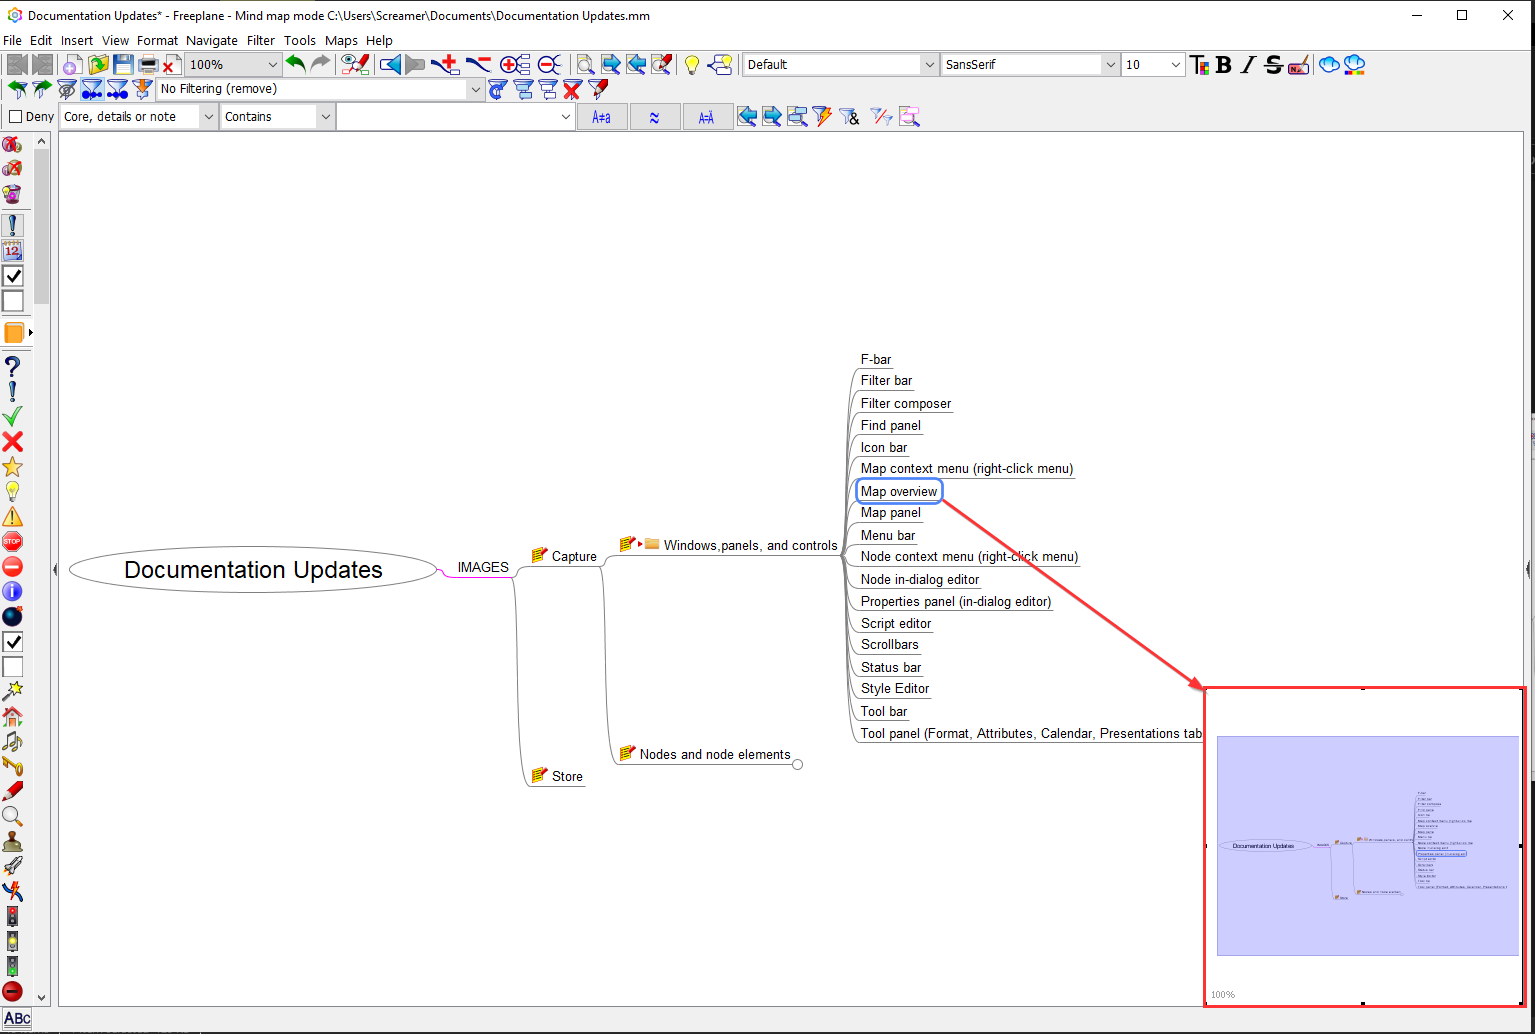 Documentation Updates* - Freeplane - Mind map mode C:\Users\Screamer\Documents\Documentation Updates.mm
File Edit Insert View Format Navigate Filter Tools Maps Help
100% Default SansSerif 10
No Filtering (remove)
Deny Core, details or note Contains A≠a ≈ A=Ä
12
STOP
ABc
F-bar
Filter bar
Filter composer
Find panel
Icon bar
Map context menu (right-click menu)
Map overview
Map panel
Menu bar
Node context menu (right-click menu)
Node in-dialog editor
Properties panel (in-dialog editor)
Script editor
Scrollbars
Status bar
Style Editor
Tool bar
Tool panel (Format, Attributes, Calendar, Presentations tab
Windows,panels, and controls
Capture
IMAGES
Documentation Updates
Nodes and node elements
Store
Documentation Updates
100%